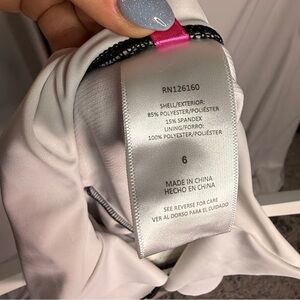 RN126160
SHELL/EXTERIOR:
85% POLYESTER/POLIÉSTER
15% SPANDEX
LINING/FORRO:
100% POLYESTER/POLIÉSTER
6
MADE IN CHINA
HECHO EN CHINA
SEE REVERSE FOR CARE
VER AL DORSO PARA EL CUIDADO